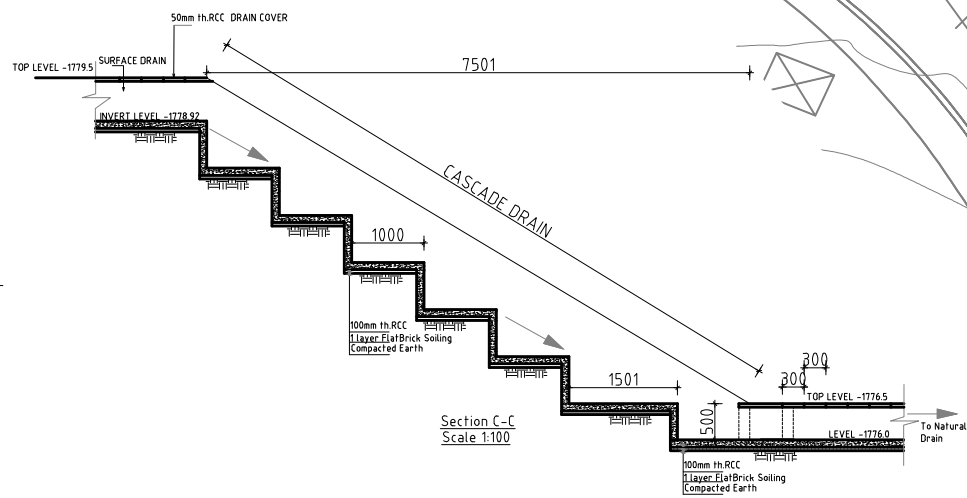 50mm th.RCC DRAIN COVER
TOP LEVEL -1779.5
SURFACE DRAIN
7501
INVERT LEVEL -1778.92
CASCADE DRAIN
1000
100mm th.RCC
1 layer FlatBrick Soiling
Compacted Earth
300
300
1501
TOP LEVEL -1776.5
500
To Natural
Drain
Section C-C
Scale 1:100
LEVEL -1776.0
100mm th.RCC
1 layer FlatBrick Soiling
Compacted Earth